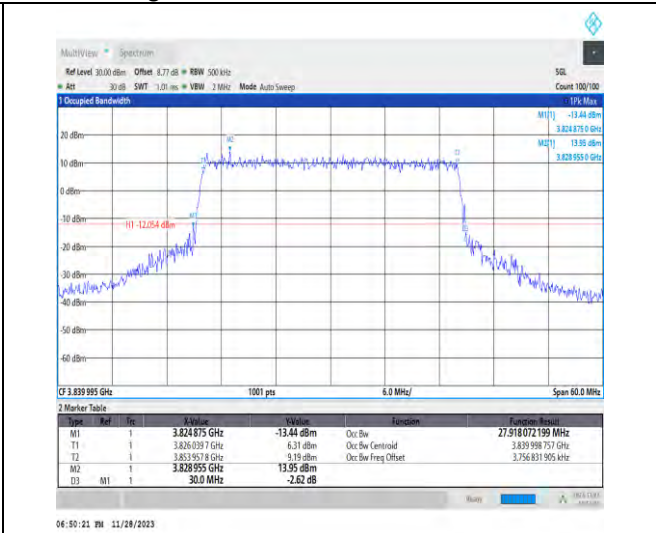 MultiView Spectrum
Ref Level 30.00 dBm Offset 8.77 dB RBW 500 kHz SGL
Att 30 dB SWT 1.01 ms VBW 2 MHz Mode Auto Sweep Count 100/100
1 Occupied Bandwidth 1Pk Max
M1[1] -13.44 dBm
3.824 875 0 GHz
M2[1] 13.95 dBm
3.828 955 0 GHz
20 dBm
M2
10 dBm
0 dBm
-10 dBm
M1
H1 -12.054 dBm
-20 dBm
-30 dBm
-40 dBm
-50 dBm
-60 dBm
CF 3.839 995 GHz 1001 pts 6.0 MHz/ Span 60.0 MHz
2 Marker Table
Type Ref Trc X-Value Y-Value Function Function Result
M1 1 3.824 875 GHz -13.44 dBm Occ Bw 27.918 072 199 MHz
T1 1 3.826 039 7 GHz 6.31 dBm Occ Bw Centroid 3.839 998 757 GHz
T2 1 3.853 957 8 GHz 9.19 dBm Occ Bw Freq Offset 3.756 831 905 kHz
M2 1 3.828 955 GHz 13.95 dBm
D3 M1 1 30.0 MHz -2.62 dB
06:50:21 PM 11/28/2023